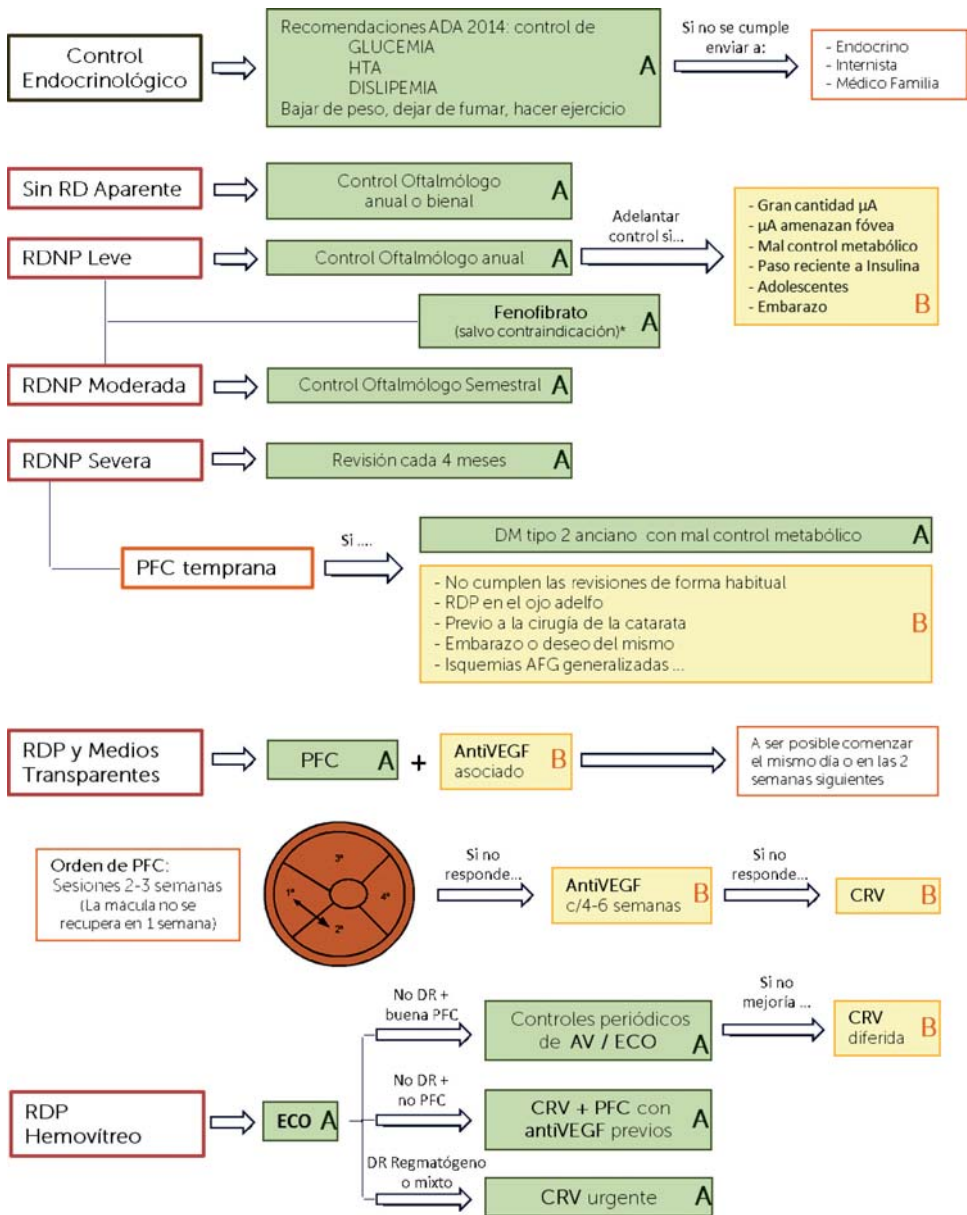 Control
Endocrinológico
Recomendaciones ADA 2014: control de
GLUCEMIA
HTA
DISLIPEMIA
Bajar de peso, dejar de fumar, hacer ejercicio
A
Si no se cumple
enviar a:
- Endocrino
- Internista
- Médico Familia
Sin RD Aparente
Control Oftalmólogo
anual o bienal
A
RDNP Leve
Control Oftalmólogo anual
A
Adelantar
control si...
- Gran cantidad µA
- µA amenazan fóvea
- Mal control metabólico
- Paso reciente a Insulina
- Adolescentes
- Embarazo
B
Fenofibrato
(salvo contraindicación)*
A
RDNP Moderada
Control Oftalmólogo Semestral
A
RDNP Severa
Revisión cada 4 meses
A
PFC temprana
Si ....
DM tipo 2 anciano con mal control metabólico
A
- No cumplen las revisiones de forma habitual
- RDP en el ojo adelfo
- Previo a la cirugía de la catarata
- Embarazo o deseo del mismo
- Isquemias AFG generalizadas ...
B
RDP y Medios
Transparentes
PFC
A
+
AntiVEGF
asociado
B
A ser posible comenzar
el mismo día o en las 2
semanas siguientes
Orden de PFC:
Sesiones 2-3 semanas
(La macula no se
recupera en 1 semana)
3ª
1ª
4ª
2ª
Si no
responde...
AntiVEGF
c/4-6 semanas
B
Si no
responde...
CRV
B
RDP
Hemovítreo
ECO
A
No DR +
buena PFC
Controles periódicos
de AV / ECO
A
Si no
mejoría ...
CRV
diferida
B
No DR +
no PFC
CRV + PFC con
antiVEGF previos
A
DR Regmatógeno
o mixto
CRV urgente
A